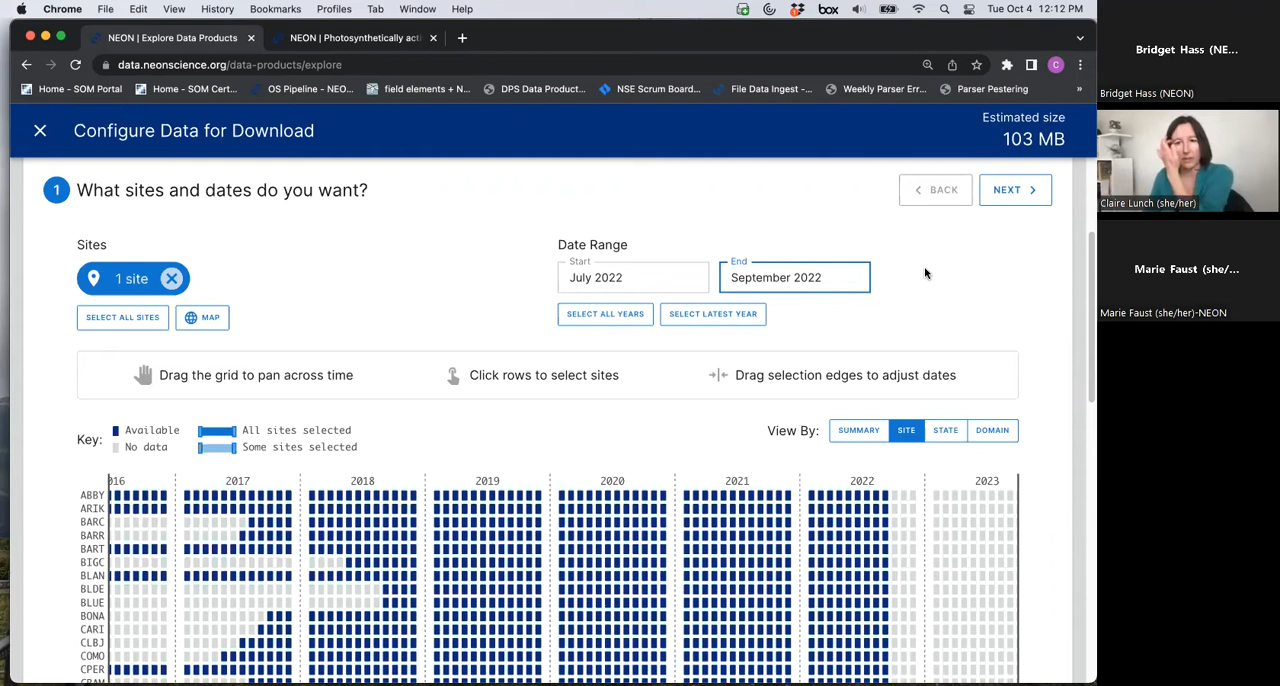 Chrome File Edit View History Bookmarks Profiles Tab Window Help box Tue Oct 4 12:12 PM
NEON | Explore Data Products NEON | Photosynthetically acti
data.neonscience.org/data-products/explore C
Home - SOM Portal Home - SOM Cert... OS Pipeline - NEO... field elements + N... DPS Data Product... NSE Scrum Board... File Data Ingest -... Weekly Parser Err... Parser Pestering »
Configure Data for Download
Estimated size
103 MB
1 What sites and dates do you want?
BACK NEXT
Sites
Date Range
1 site
Start
July 2022
End
September 2022
SELECT ALL SITES MAP
SELECT ALL YEARS SELECT LATEST YEAR
Drag the grid to pan across time Click rows to select sites Drag selection edges to adjust dates
Key: Available All sites selected
No data Some sites selected
View By: SUMMARY SITE STATE DOMAIN
016 2017 2018 2019 2020 2021 2022 2023
ABBY
ARIK
BARC
BARR
BART
BIGC
BLAN
BLDE
BLUE
BONA
CARI
CLBJ
COMO
CPER
Bridget Hass (NE...
Bridget Hass (NEON)
Claire Lunch (she/her)
Marie Faust (she/...
Marie Faust (she/her)-NEON